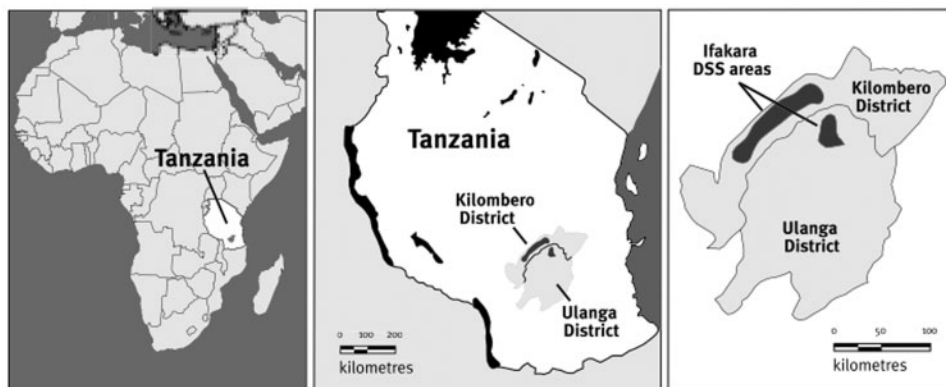 Tanzania
Tanzania
Kilombero
District
Ulanga
District
0 100 200
kilometres
Ifakara
DSS areas
Kilombero
District
Ulanga
District
0 50 100
kilometres